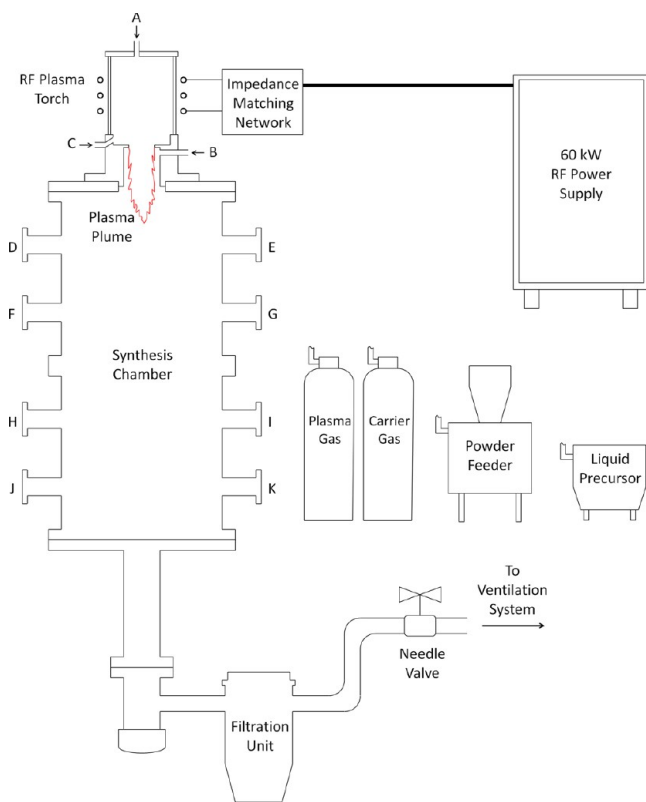 A
RF Plasma
Torch
Impedance
Matching
Network
C
B
60 kW
RF Power
Supply
Plasma
Plume
D
E
F
G
Synthesis
Chamber
Plasma
Gas
Carrier
Gas
Powder
Feeder
Liquid
Precursor
H
I
J
K
To
Ventilation
System
Needle
Valve
Filtration
Unit